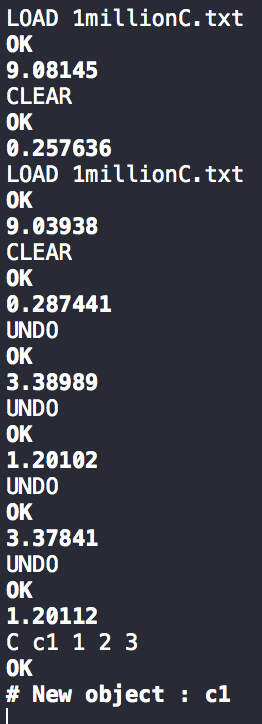 LOAD 1millionC.txt
OK
9.08145
CLEAR
OK
0.257636
LOAD 1millionC.txt
OK
9.03938
CLEAR
OK
0.287441
UNDO
OK
3.38989
UNDO
OK
1.20102
UNDO
OK
3.37841
UNDO
OK
1.20112
C c1 1 2 3
OK
# New object : c1